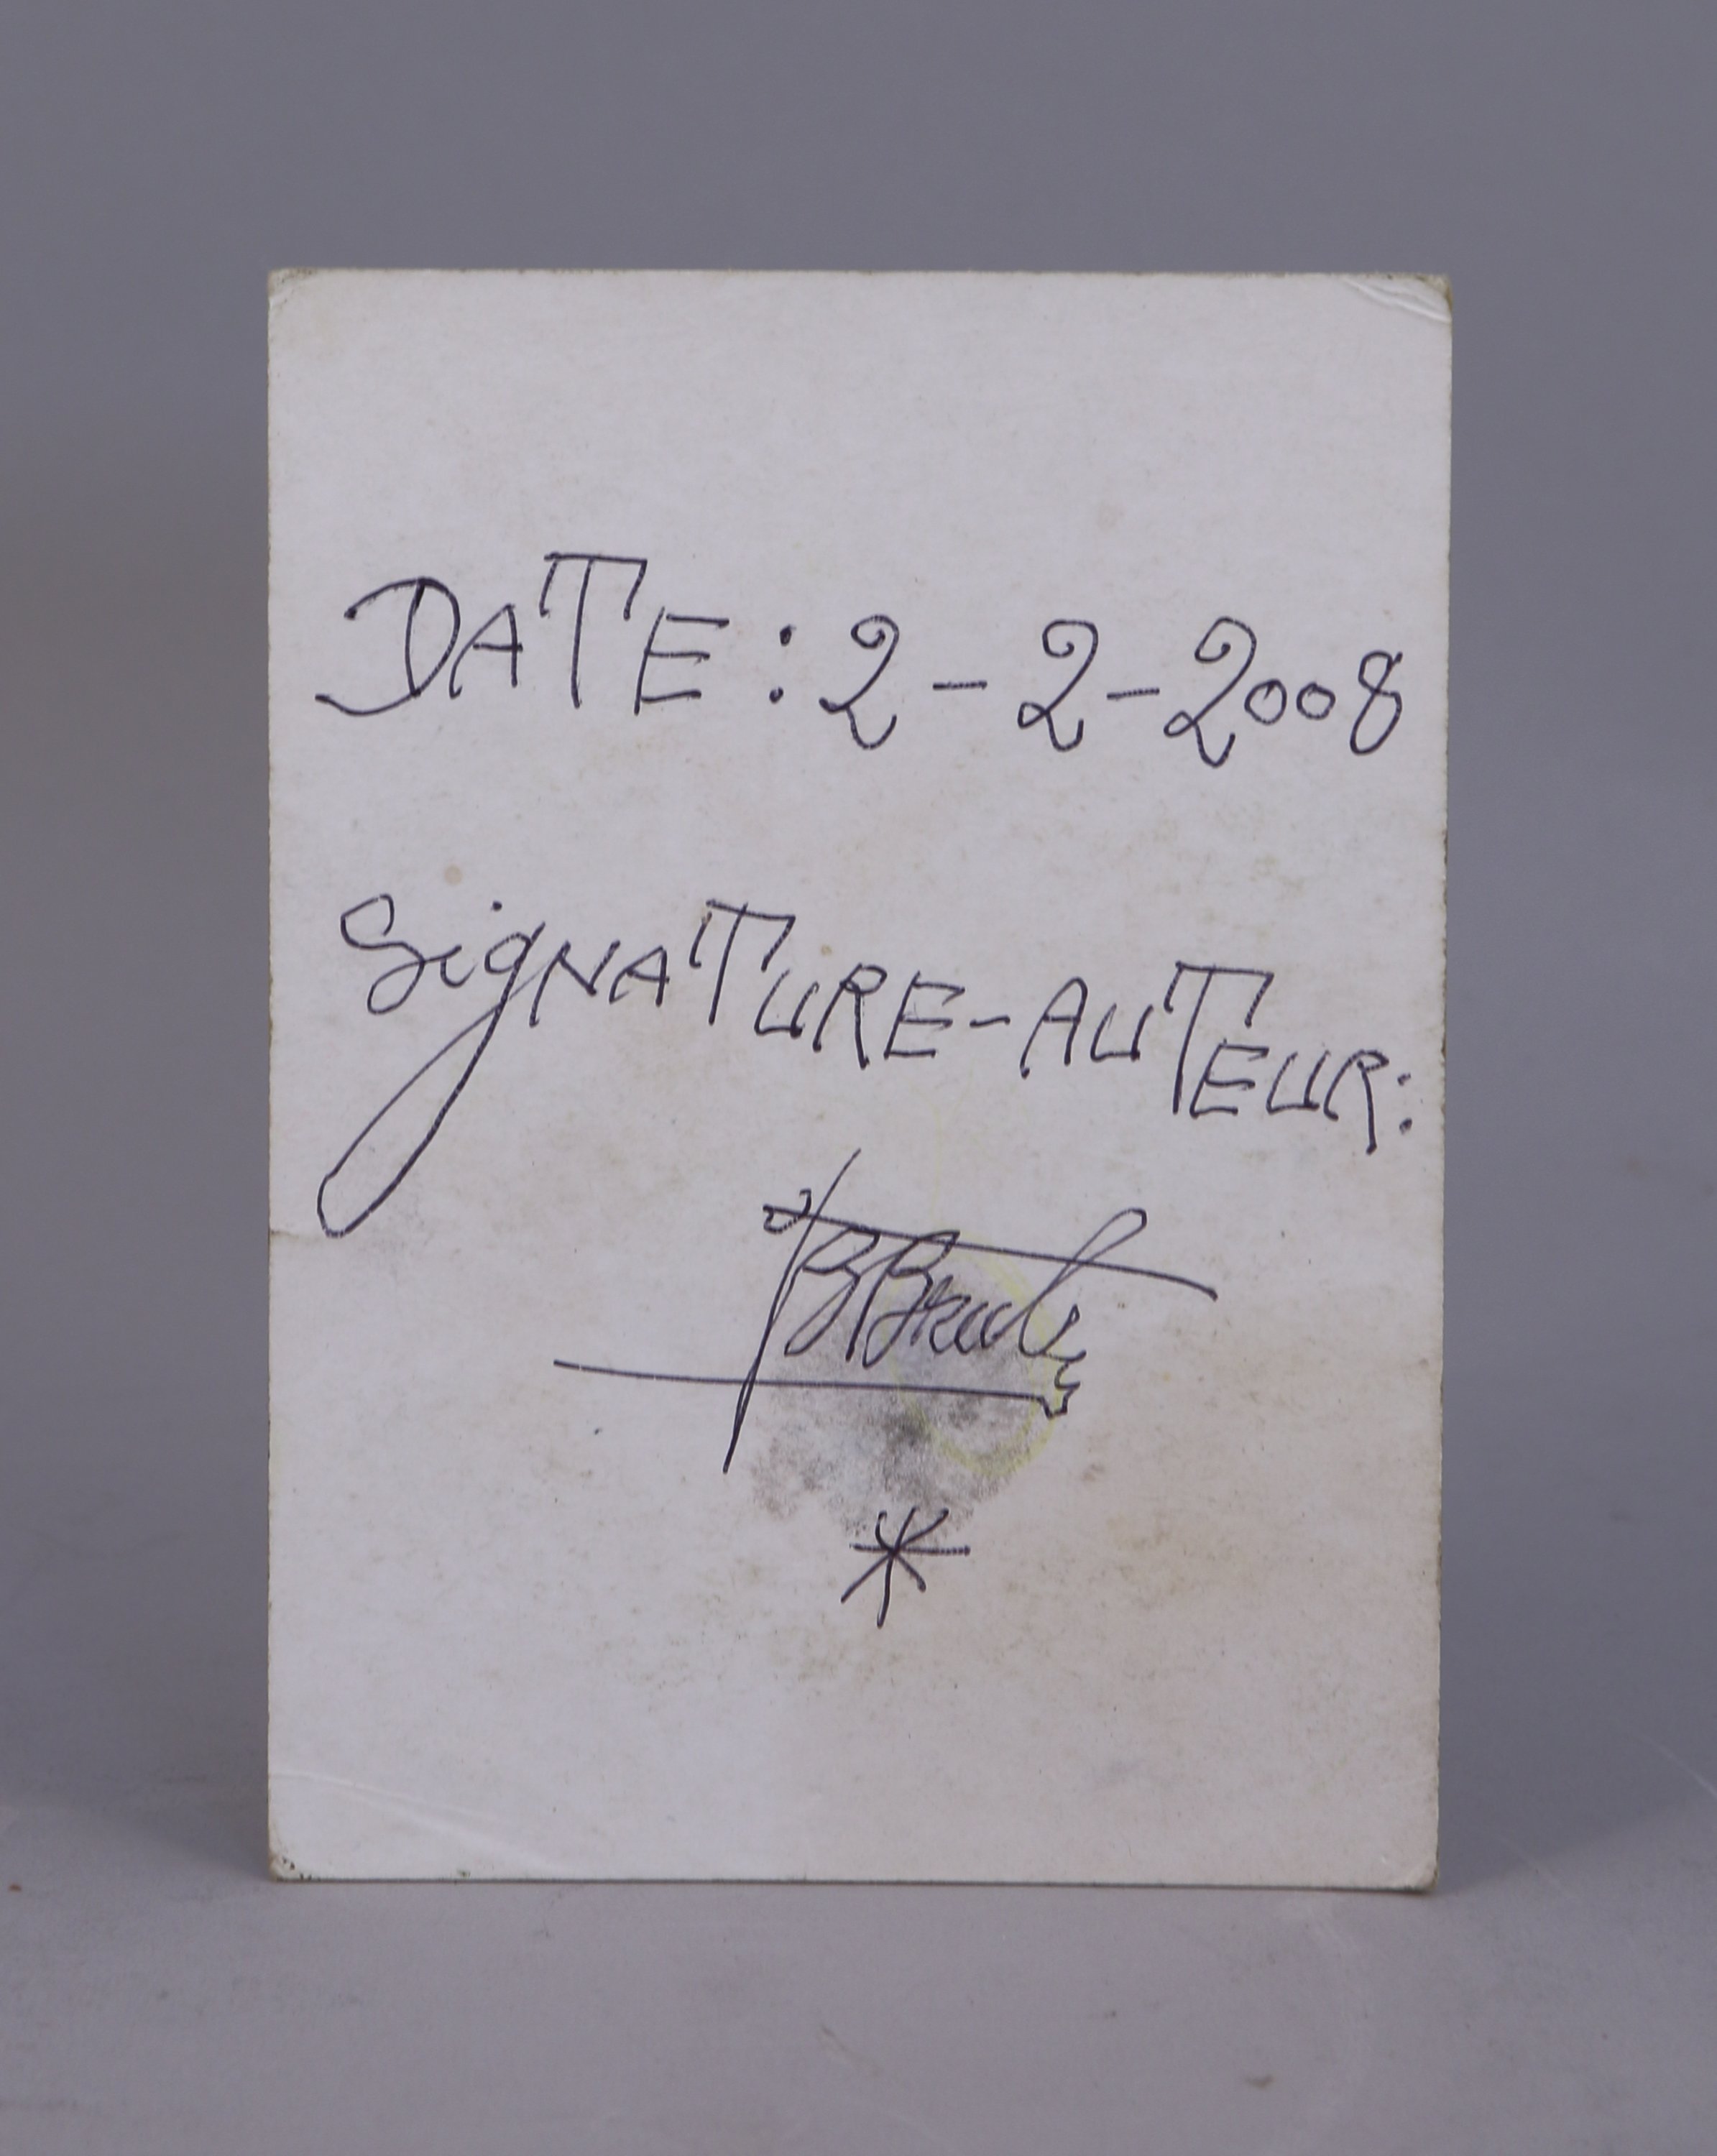 DATE : 2-2-2008
SIGNATURE-AUTEUR:
*